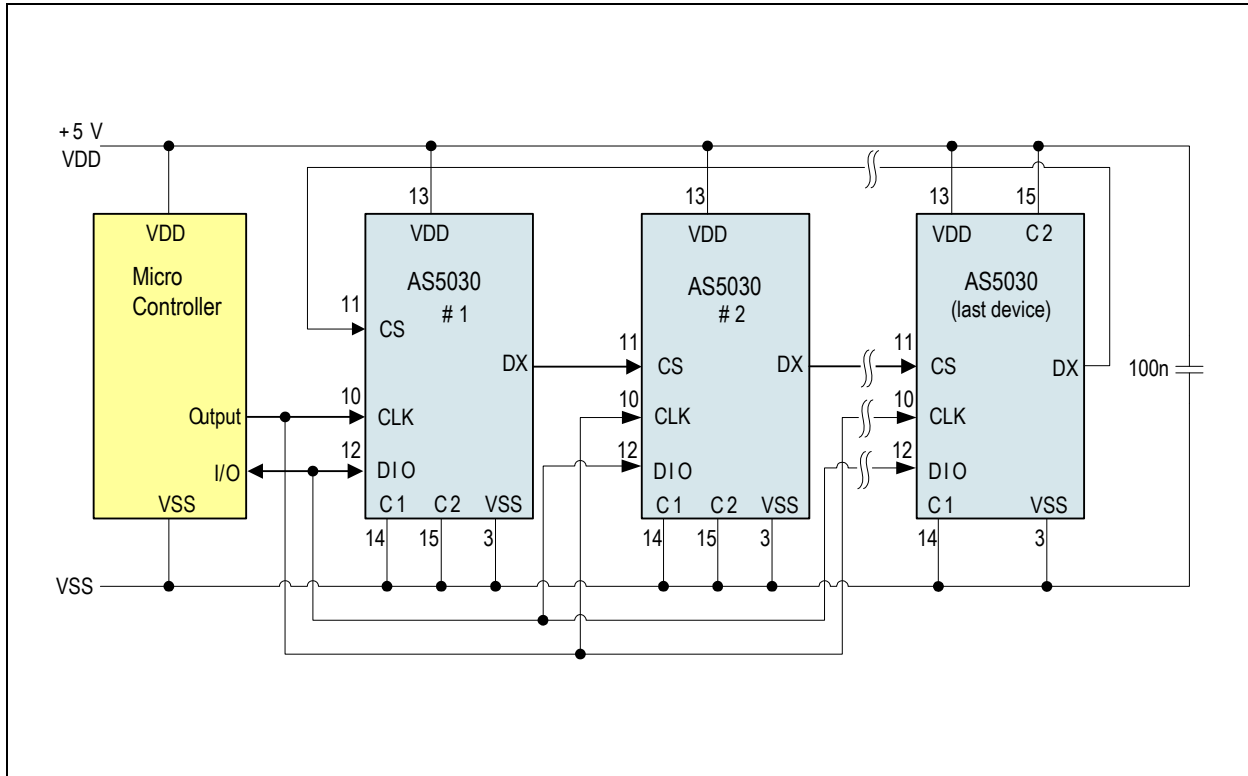 +5 V
VDD
13
13
13
15
VDD
Micro
Controller
Output
I/O
VSS
VDD
AS5030
# 1
11
CS
DX
10
CLK
12
DIO
C1
C2
VSS
14
15
3
VDD
AS5030
# 2
11
CS
DX
10
CLK
12
DIO
C1
C2
VSS
14
15
3
VDD
C2
AS5030
(last device)
11
CS
DX
10
CLK
12
DIO
C1
VSS
14
3
100n
VSS